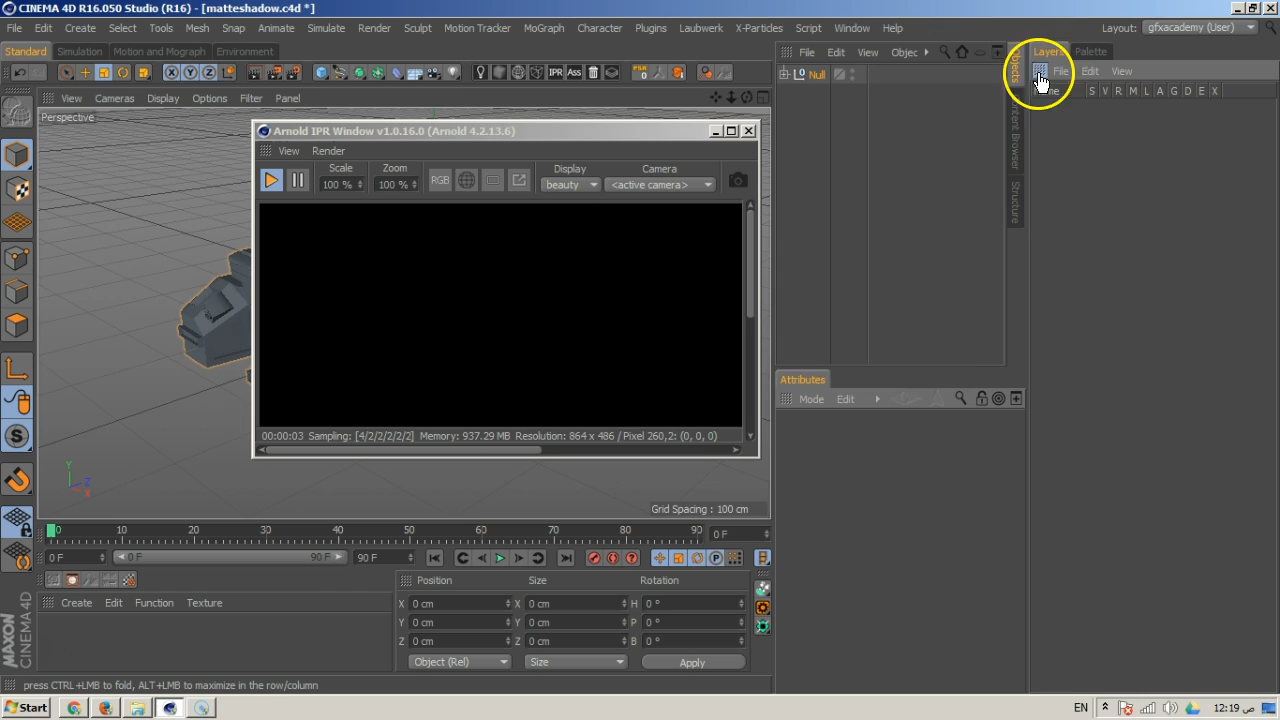 CINEMA 4D R16.050 Studio (R16) - [matteshadow.c4d *]
File Edit Create Select Tools Mesh Snap Animate Simulate Render Sculpt Motion Tracker MoGraph Character Plugins Laubwerk X-Particles Script Window Help Layout: gfxacademy (User)
Standard Simulation Motion and Mograph Environment
X Y Z IPR Ass PSR
File Edit View Objec
Null
Objects
Content Browser
Structure
Layers Palette
File Edit View
S V R M L A G D E X
View Cameras Display Options Filter Panel
Perspective
Arnold IPR Window v1.0.16.0 (Arnold 4.2.13.6)
View Render
Scale Zoom Display Camera
100 % 100 % RGB beauty <active camera>
00:00:03 Sampling: [4/2/2/2/2/2] Memory: 937.29 MB Resolution: 864 x 486 / Pixel 260,2: (0, 0, 0)
Attributes
Mode Edit
Y Z X
Grid Spacing : 100 cm
0 10 20 30 40 50 60 70 80 90 0 F
0 F 0 F 90 F 90 F
Position Size Rotation
Create Edit Function Texture
X 0 cm X 0 cm H 0 °
Y 0 cm Y 0 cm P 0 °
Z 0 cm Z 0 cm B 0 °
Object (Rel) Size Apply
MAXON CINEMA 4D
press CTRL+LMB to fold, ALT+LMB to maximize in the row/column
Start EN 12:19 ص